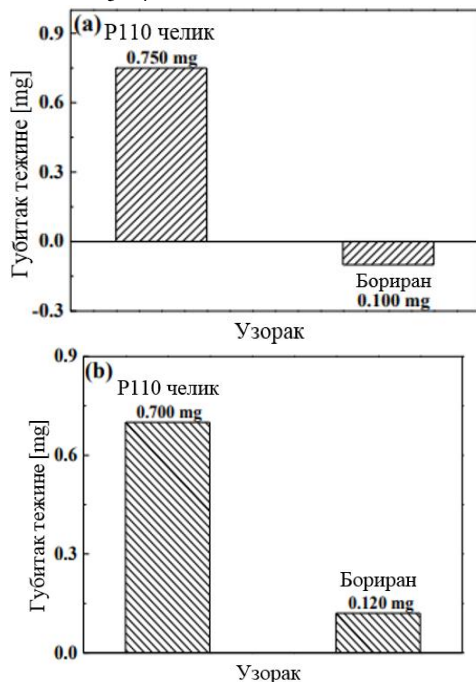 (a)
P110 челик
0.750 mg
0.9
0.6
0.3
0.0
-0.3
Губитак тежине [mg]
Бориран
0.100 mg
Узорак
(b)
P110 челик
0.700 mg
0.9
0.6
0.3
0.0
Губитак тежине [mg]
Бориран
0.120 mg
Узорак